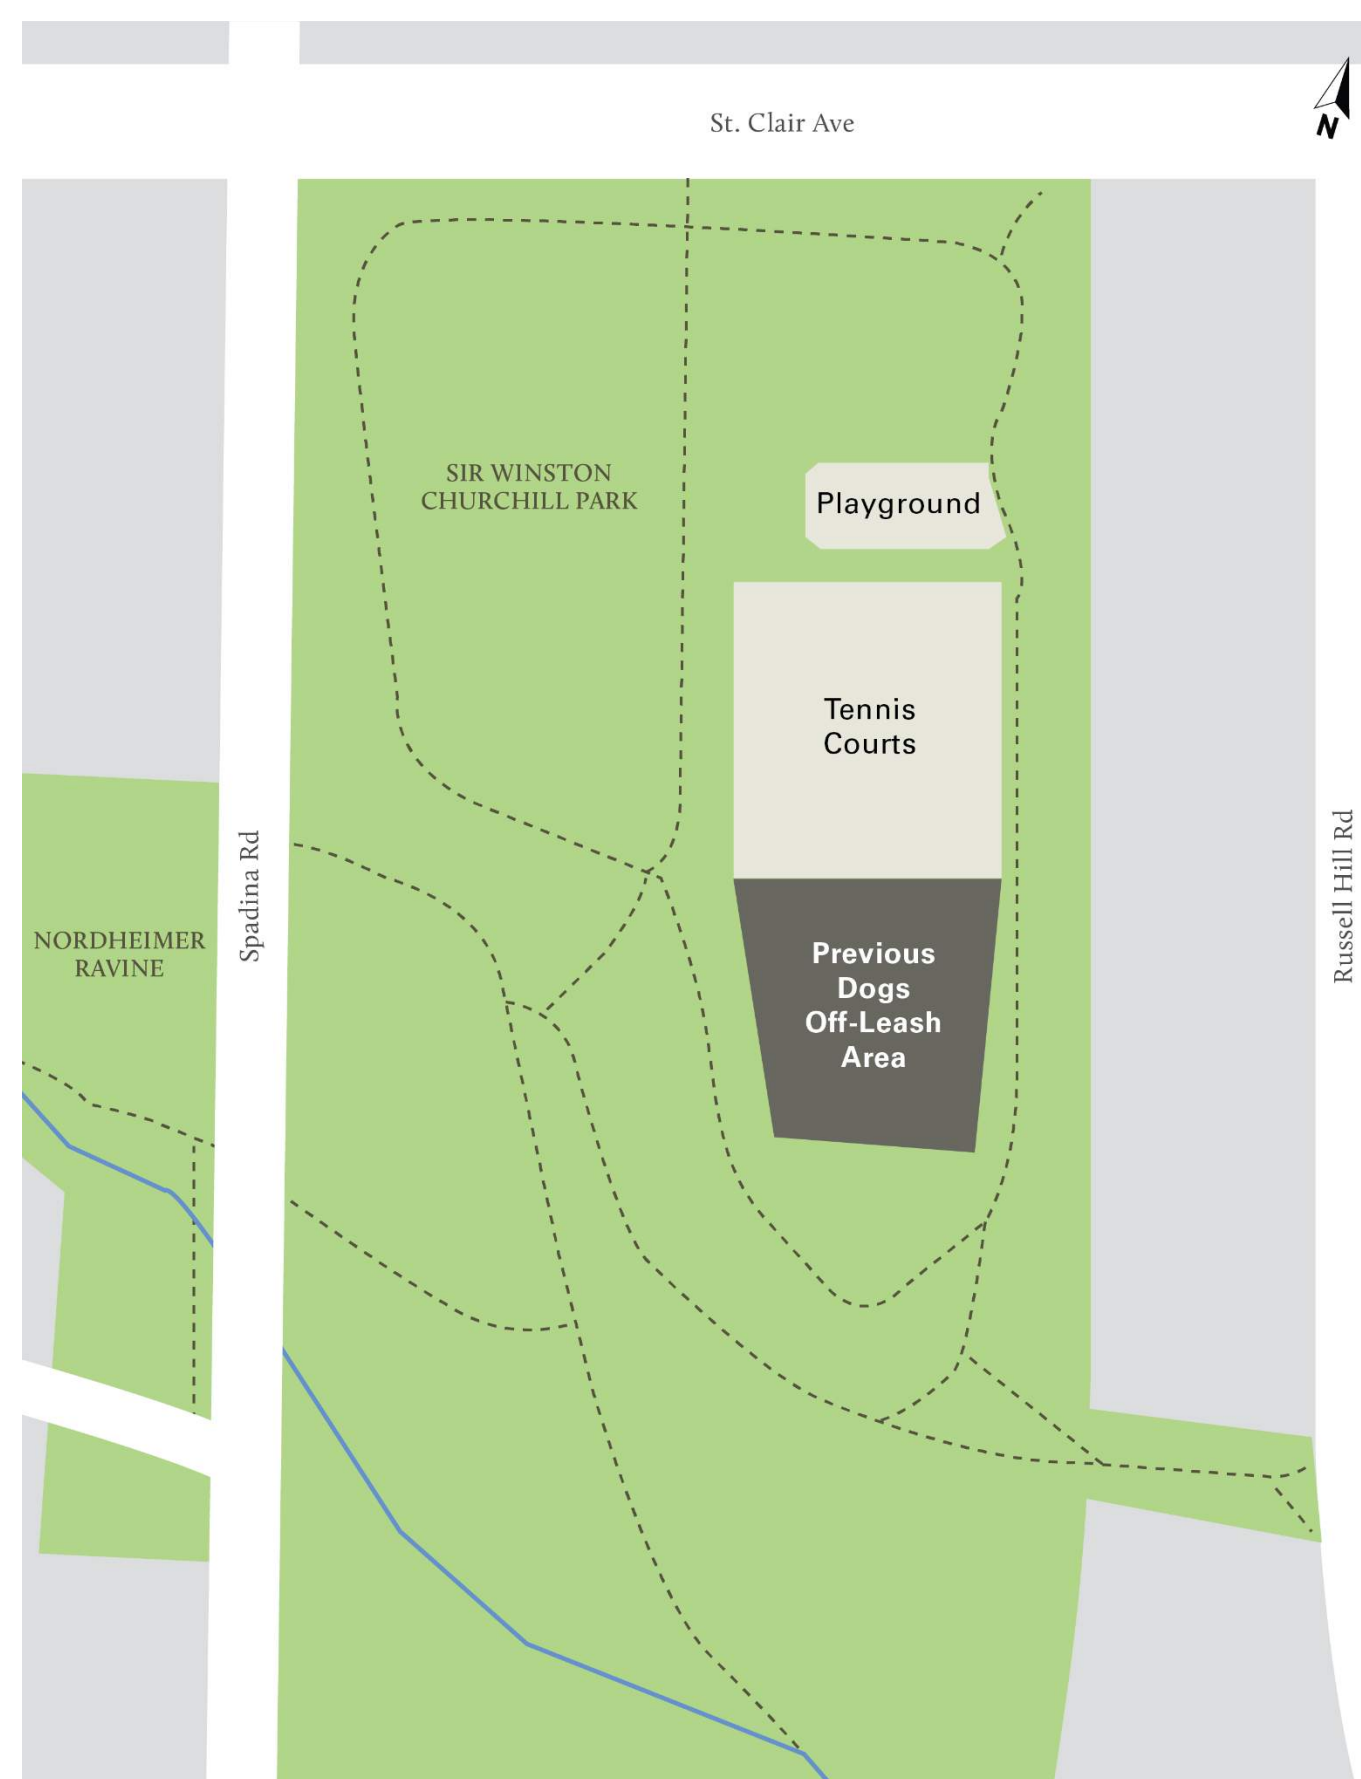 St. Clair Ave
N
SIR WINSTON
CHURCHILL PARK
Playground
Tennis
Courts
Spadina Rd
Russell Hill Rd
NORDHEIMER
RAVINE
Previous
Dogs
Off-Leash
Area